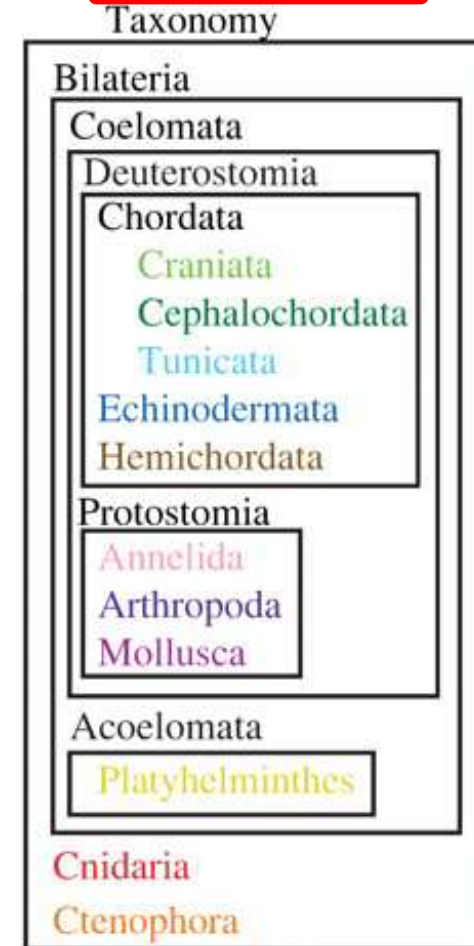 Taxonomy
Bilateria
Coelomata
Deuterostomia
Chordata
Craniata
Cephalochordata
Tunicata
Echinodermata
Hemichordata
Protostomia
Annelida
Arthropoda
Mollusca
Acoelomata
Platyhelminthes
Cnidaria
Ctenophora